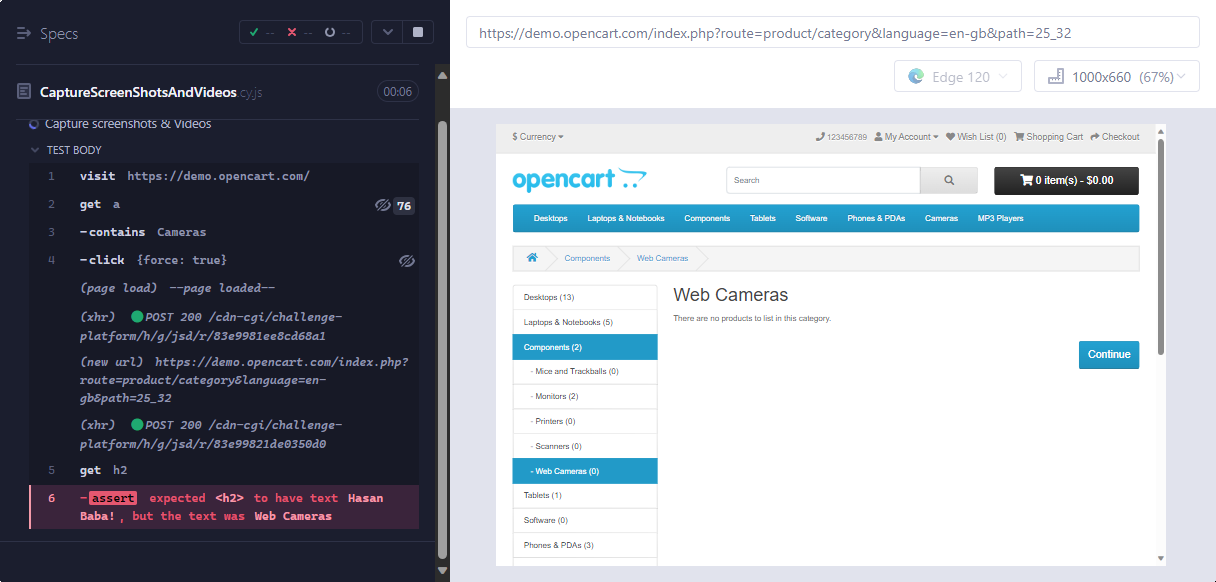 Specs
-- -- --
CaptureScreenShotsAndVideos.cy.js 00:06
Capture screenshots & Videos
TEST BODY
1 visit https://demo.opencart.com/
2 get a 76
3 -contains Cameras
4 -click {force: true}
(page load) --page loaded--
(xhr) POST 200 /cdn-cgi/challenge-
platform/h/g/jsd/r/83e9981ee8cd68a1
(new url) https://demo.opencart.com/index.php?
route=product/category&language=en-
gb&path=25_32
(xhr) POST 200 /cdn-cgi/challenge-
platform/h/g/jsd/r/83e99821de0350d0
5 get h2
6 -assert expected <h2> to have text Hasan
Baba!, but the text was Web Cameras
https://demo.opencart.com/index.php?route=product/category&language=en-gb&path=25_32
Edge 120 1000x660 (67%)
$ Currency 123456789 My Account Wish List (0) Shopping Cart Checkout
opencart Search 0 item(s) - $0.00
Desktops Laptops & Notebooks Components Tablets Software Phones & PDAs Cameras MP3 Players
Components Web Cameras
Desktops (13)
Laptops & Notebooks (5)
Components (2)
- Mice and Trackballs (0)
- Monitors (2)
- Printers (0)
- Scanners (0)
- Web Cameras (0)
Tablets (1)
Software (0)
Phones & PDAs (3)
Web Cameras
There are no products to list in this category.
Continue